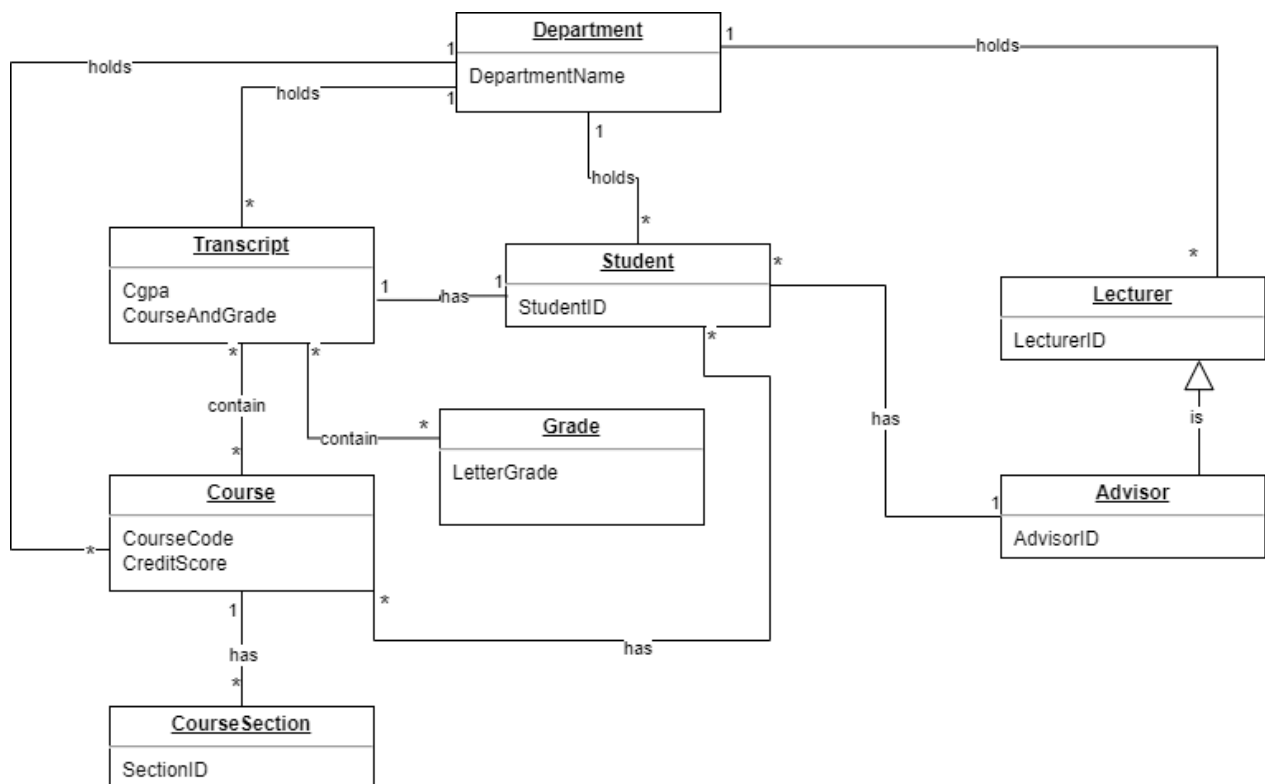 Department
DepartmentName
1
1
holds
holds
1
holds
1
1
holds
*
*
*
Transcript
Cgpa
CourseAndGrade
1
has
1
Student
StudentID
*
*
Lecturer
LecturerID
*
*
contain
contain
*
*
Grade
LetterGrade
has
is
Course
CourseCode
CreditScore
*
*
1
Advisor
AdvisorID
1
has
has
*
CourseSection
SectionID